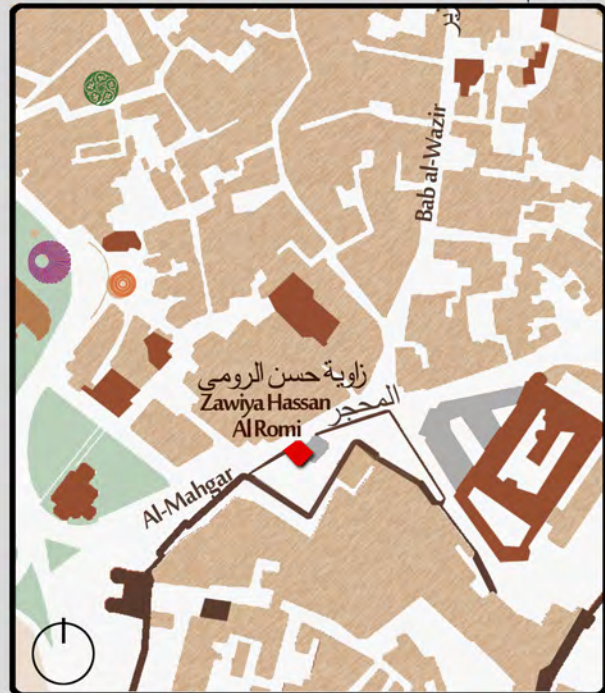 Bab al-Wazir
زاوية حسن الرومي
Zawiya Hassan
Al Romi
المحجر
Al-Mahgar